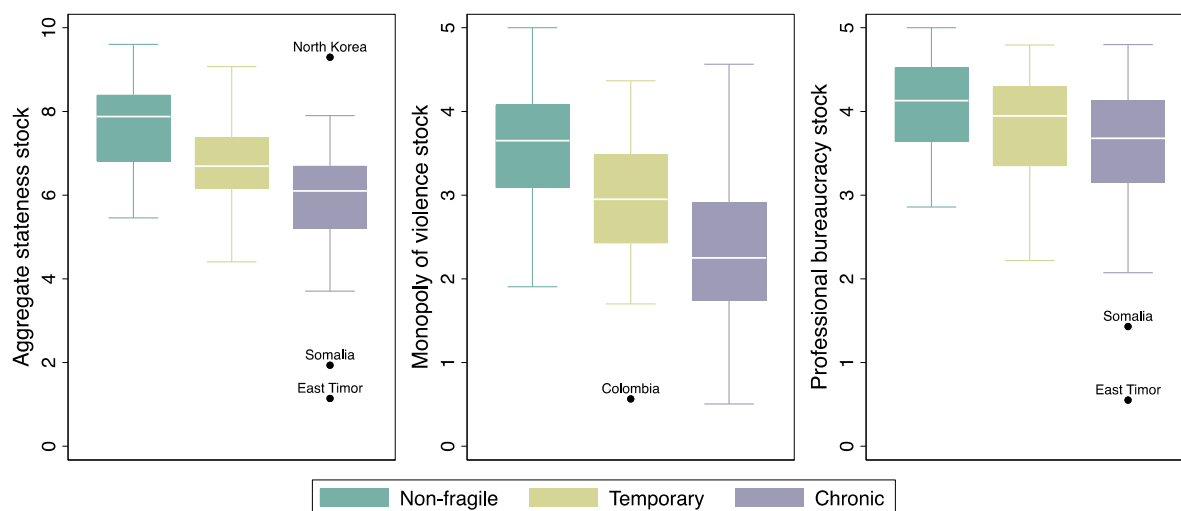 Aggregate stateness stock
10
8
6
4
2
0
North Korea
Somalia
East Timor
Monopoly of violence stock
5
4
3
2
1
0
Colombia
Professional bureaucracy stock
5
4
3
2
1
0
Somalia
East Timor
Non-fragile
Temporary
Chronic